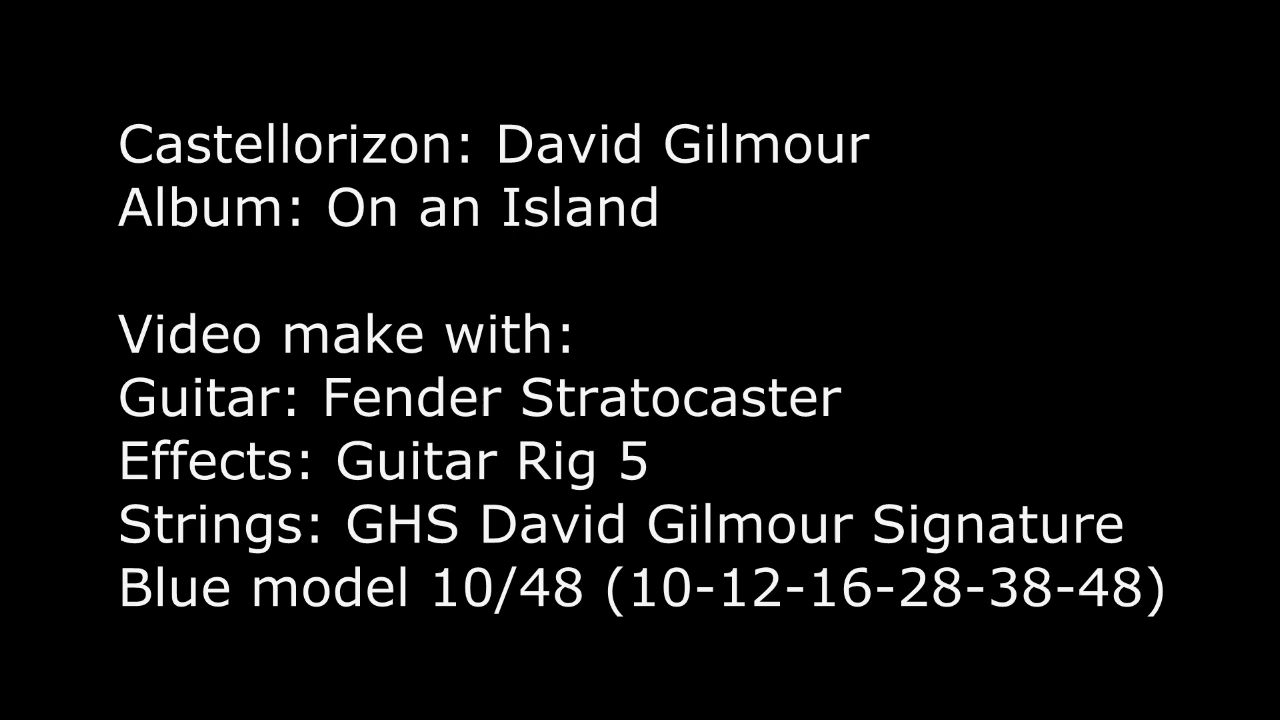 Castellorizon: David Gilmour
Album: On an Island
Video make with:
Guitar: Fender Stratocaster
Effects: Guitar Rig 5
Strings: GHS David Gilmour Signature
Blue model 10/48 (10-12-16-28-38-48)